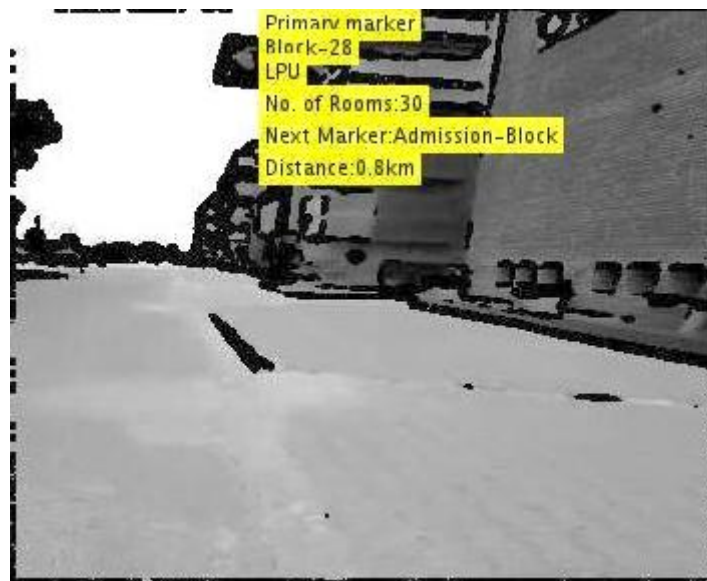 Primary marker
Block-28
LPU
No. of Rooms:30
Next Marker:Admission-Block
Distance:0.8km